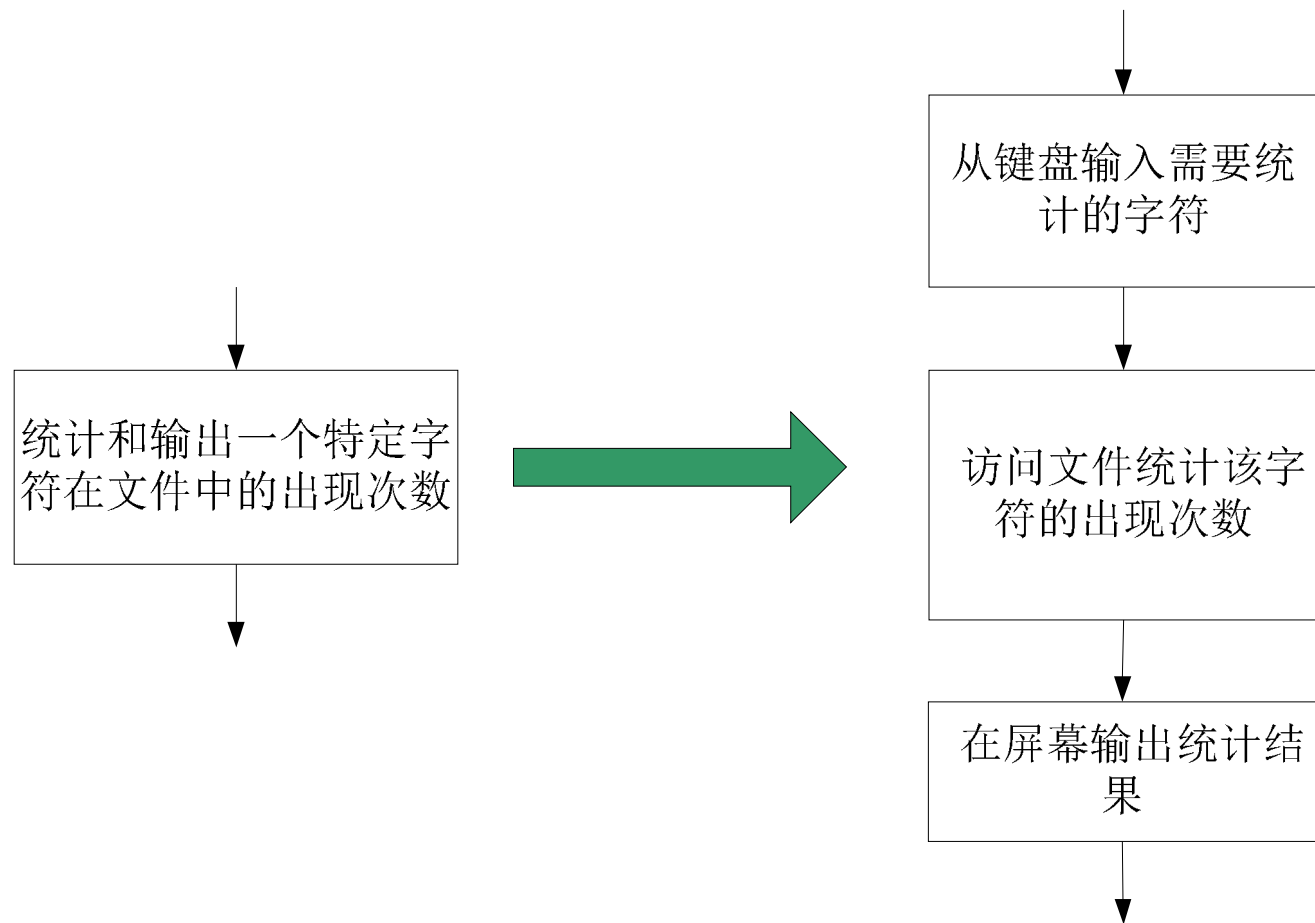 统计和输出一个特定字
符在文件中的出现次数
从键盘输入需要统
计的字符
访问文件统计该字
符的出现次数
在屏幕输出统计结
果